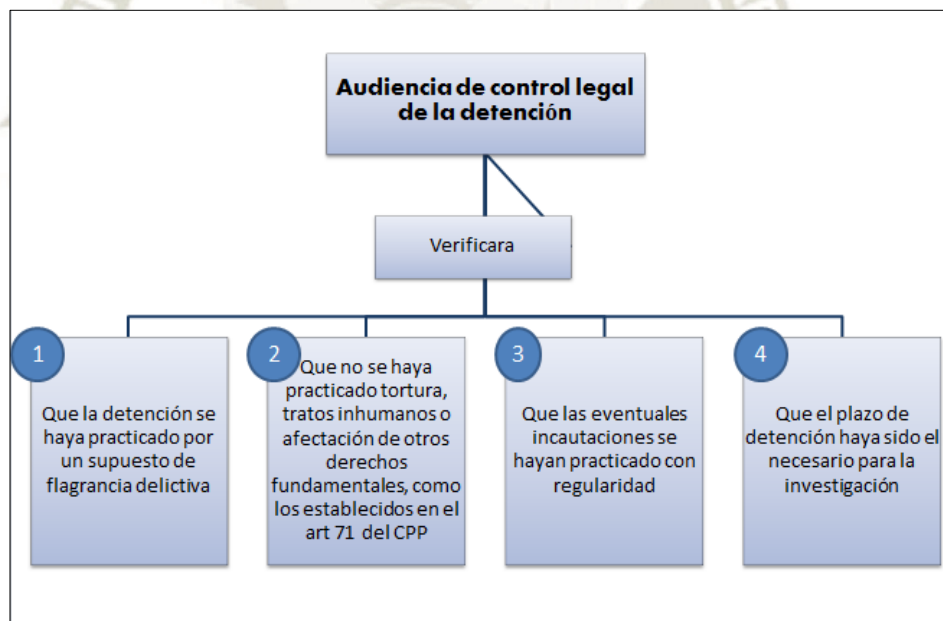 Audiencia de control legal
de la detención
Verificara
1
Que la detención se
haya practicado por
un supuesto de
flagrancia delictiva
2
Que no se haya
practicado tortura,
tratos inhumanos o
afectación de otros
derechos
fundamentales, como
los establecidos en el
art 71 del CPP
3
Que las eventuales
incautaciones se
hayan practicado con
regularidad
4
Que el plazo de
detención haya sido el
necesario para la
investigación